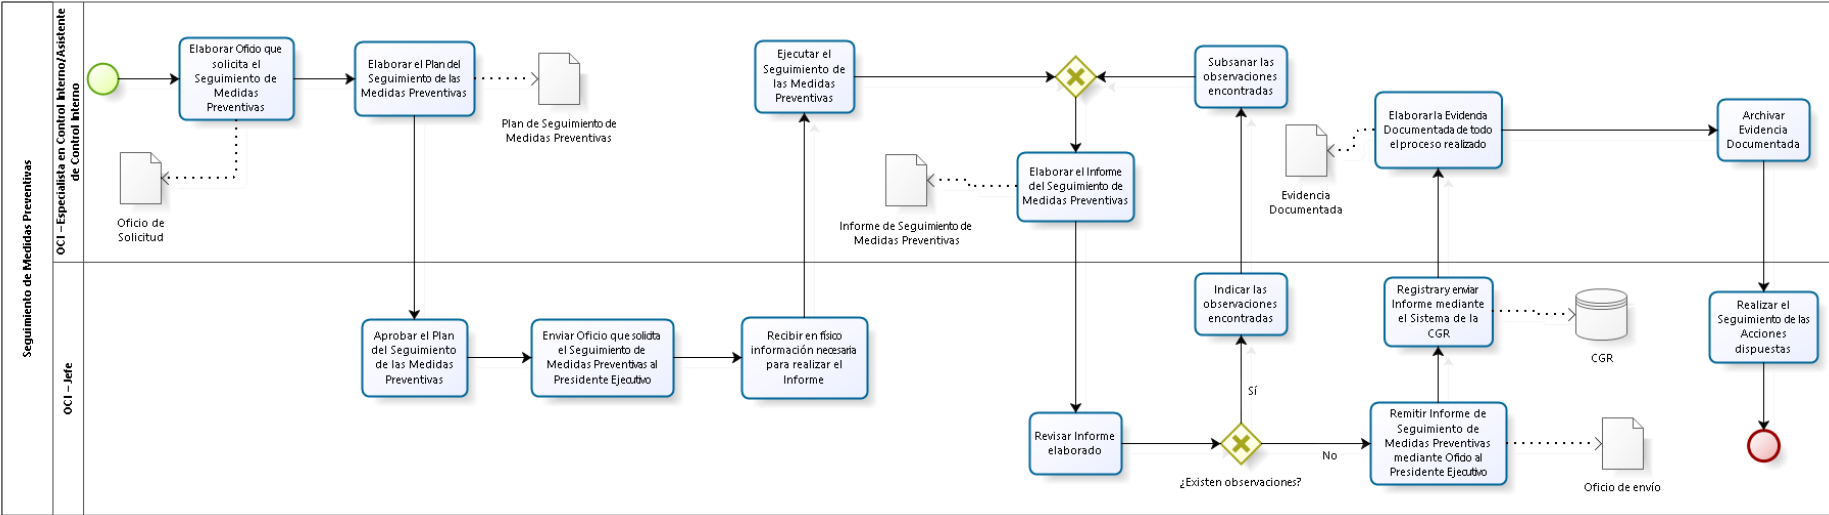 Seguimiento de Medidas Preventivas
OCI – Especialista en Control Interno/Asistente
de Control Interno
Elaborar Oficio que
solicita el
Seguimiento de
Medidas
Preventivas
Oficio de
Solicitud
Elaborar el Plan del
Seguimiento de las
Medidas Preventivas
Plan de Seguimiento de
Medidas Preventivas
Ejecutar el
Seguimiento de
las Medidas
Preventivas
Elaborar el Informe
del Seguimiento de
Medidas Preventivas
Informe de Seguimiento de
Medidas Preventivas
Subsanar las
observaciones
encontradas
Elaborar la Evidencia
Documentada de todo
el proceso realizado
Evidencia
Documentada
Archivar
Evidencia
Documentada
OCI – Jefe
Aprobar el Plan
del Seguimiento
de las Medidas
Preventivas
Enviar Oficio que solicita
el Seguimiento de
Medidas Preventivas al
Presidente Ejecutivo
Recibir en físico
información necesaria
para realizar el
Informe
Revisar Informe
elaborado
¿Existen observaciones?
Sí
No
Indicar las
observaciones
encontradas
Remitir Informe de
Seguimiento de
Medidas Preventivas
mediante Oficio al
Presidente Ejecutivo
Oficio de envío
Registrar y enviar
Informe mediante
el Sistema de la
CGR
CGR
Realizar el
Seguimiento de las
Acciones
dispuestas